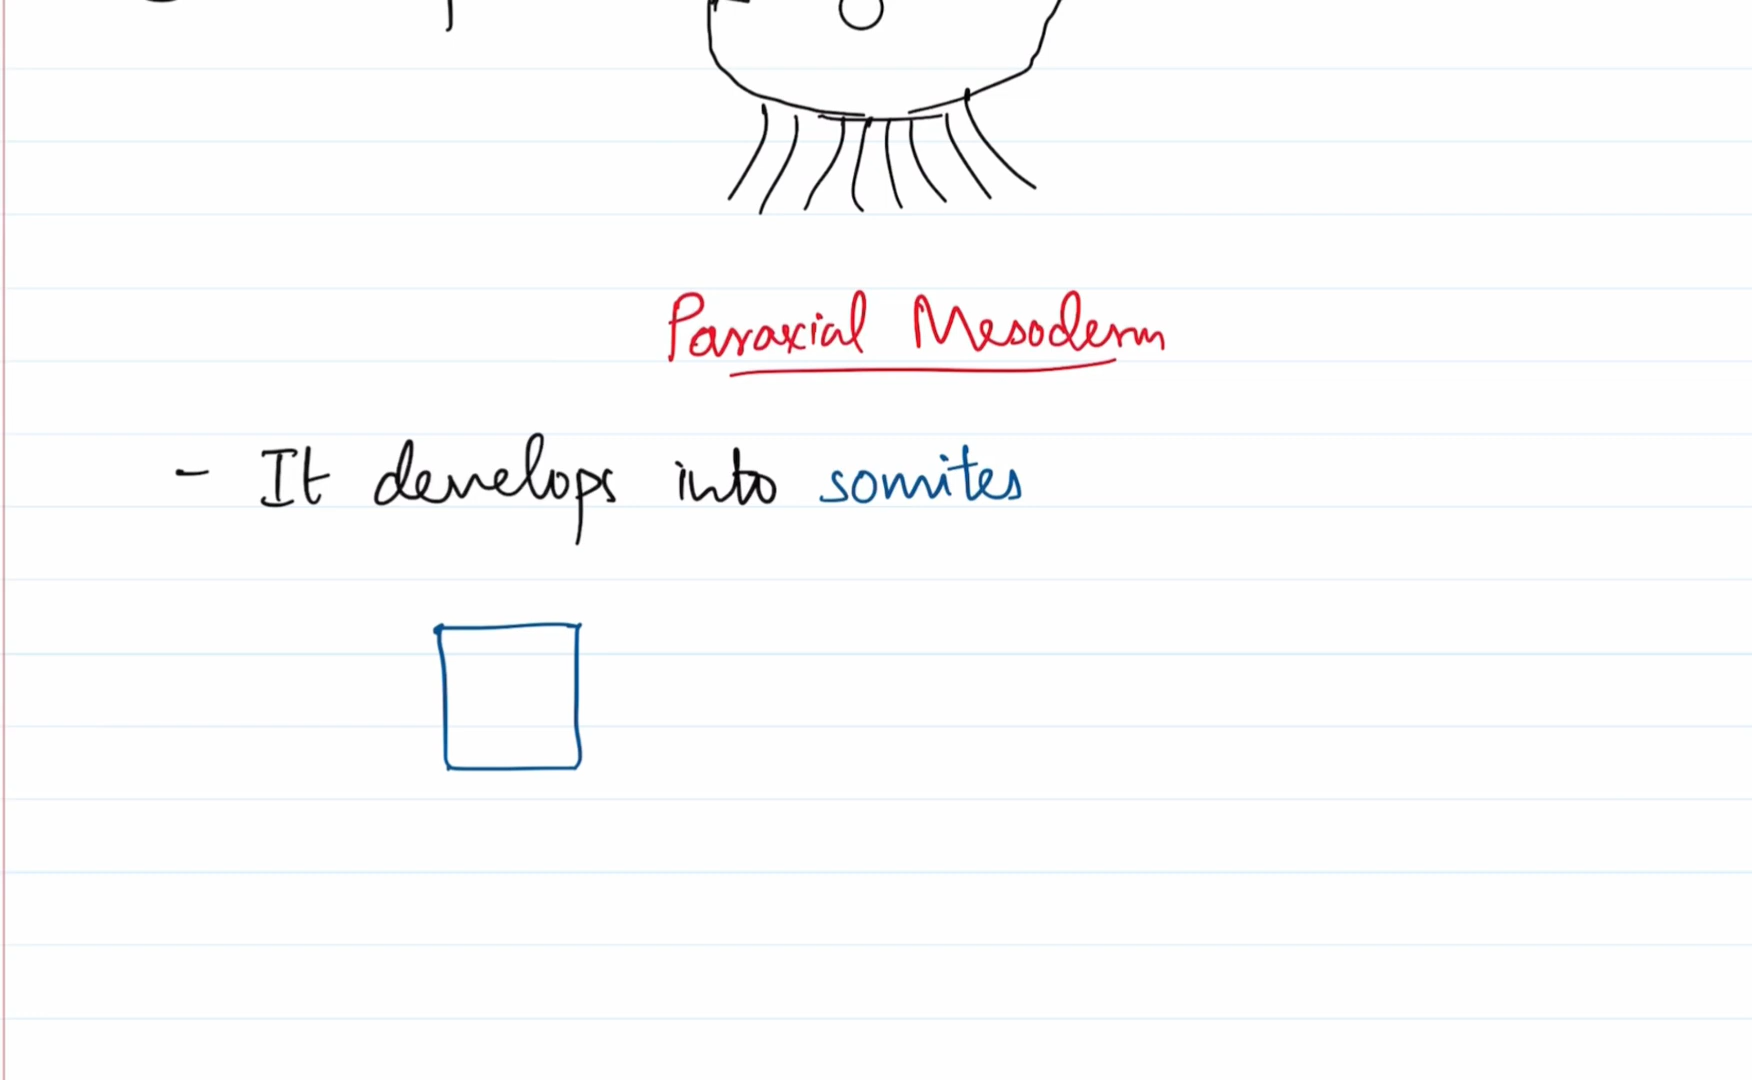 Paraxial Mesoderm
- It develops into somites